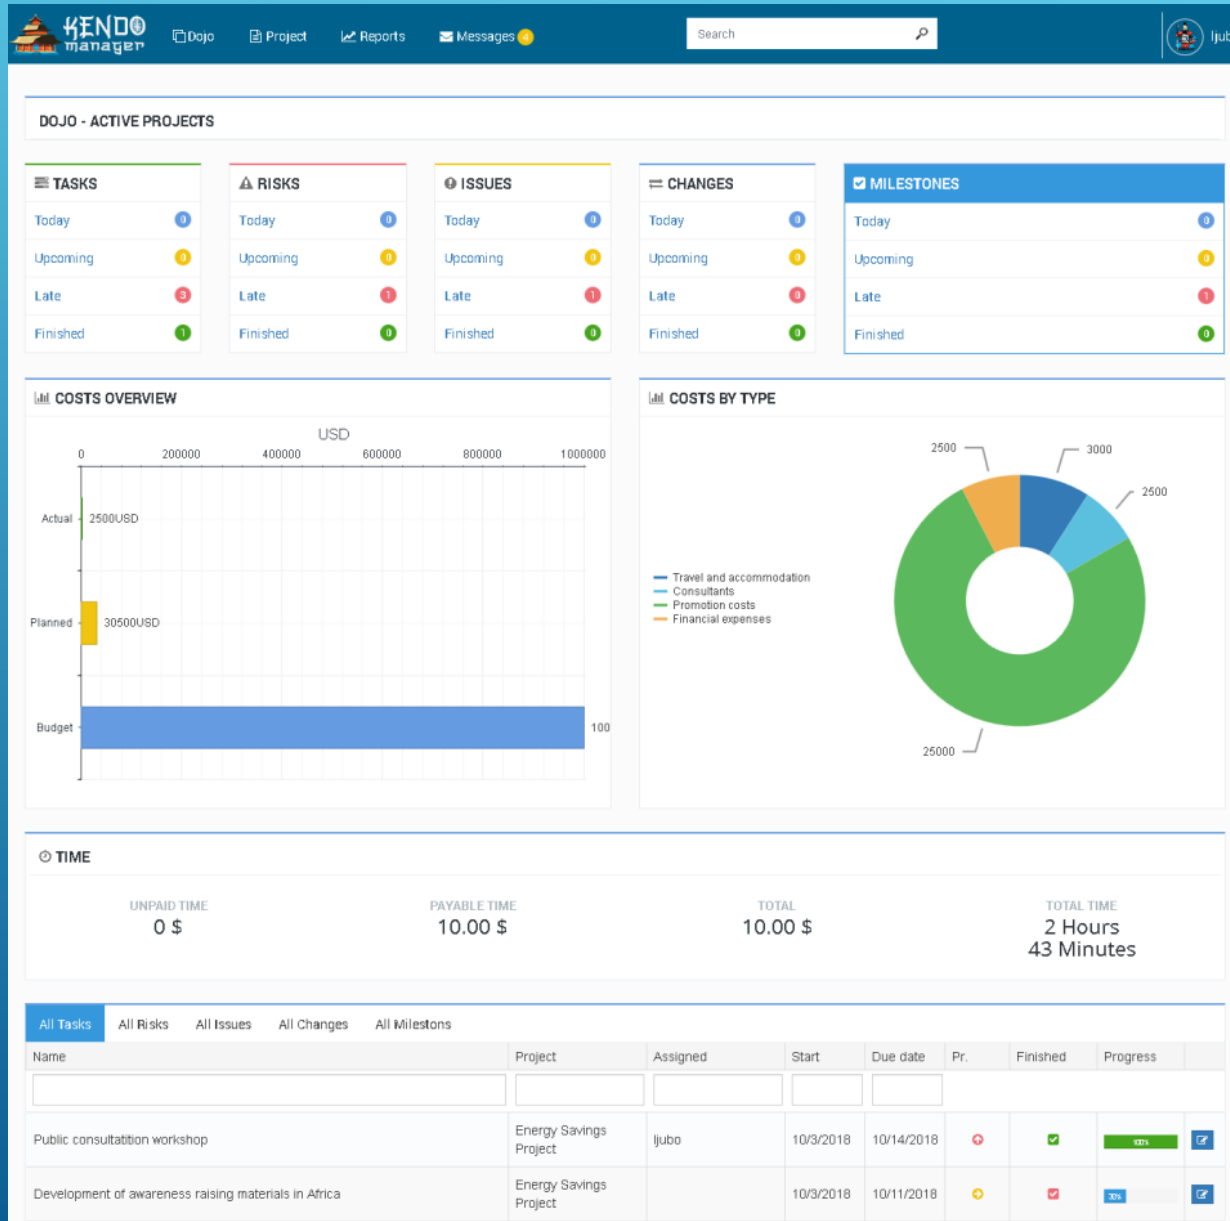 KENDO
manager
Dojo Project Reports Messages 4 Search ljub
DOJO - ACTIVE PROJECTS
TASKS
Today 0
Upcoming 0
Late 3
Finished 1
RISKS
Today 0
Upcoming 0
Late 1
Finished 0
ISSUES
Today 0
Upcoming 0
Late 1
Finished 0
CHANGES
Today 0
Upcoming 0
Late 0
Finished 0
MILESTONES
Today 0
Upcoming 0
Late 1
Finished 0
COSTS OVERVIEW
USD
0 200000 400000 600000 800000 1000000
Actual 2500USD
Planned 30500USD
Budget 100
COSTS BY TYPE
2500 3000
2500
Travel and accommodation
Consultants
Promotion costs
Financial expenses
25000
TIME
UNPAID TIME
0 $
PAYABLE TIME
10.00 $
TOTAL
10.00 $
TOTAL TIME
2 Hours
43 Minutes
All Tasks All Risks All Issues All Changes All Milestons
Name Project Assigned Start Due date Pr. Finished Progress
Public consultatition workshop Energy Savings Project ljubo 10/3/2018 10/14/2018 100%
Development of awareness raising materials in Africa Energy Savings Project 10/3/2018 10/11/2018 30%